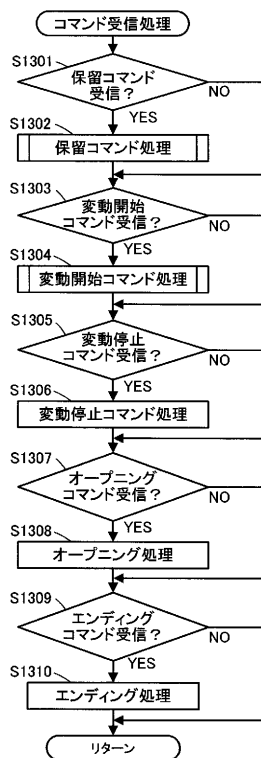 コマンド受信処理
S1301
保留コマンド
受信？
NO
YES
S1302
保留コマンド処理
S1303
変動開始
コマンド受信？
NO
YES
S1304
変動開始コマンド処理
S1305
変動停止
コマンド受信？
NO
YES
S1306
変動停止コマンド処理
S1307
オープニング
コマンド受信？
NO
YES
S1308
オープニング処理
S1309
エンディング
コマンド受信？
NO
YES
S1310
エンディング処理
リターン